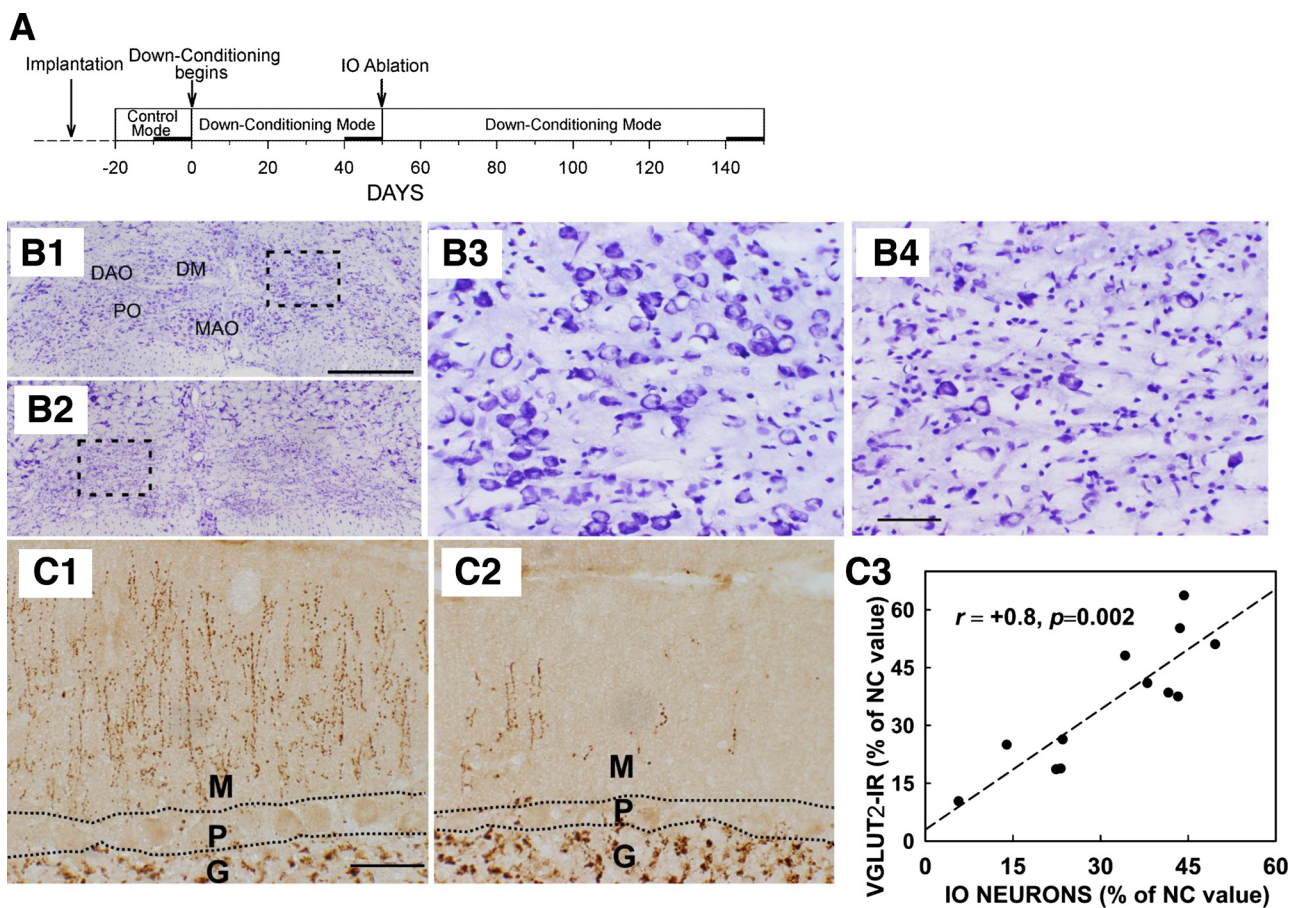 A
Implantation
Down-Conditioning
begins
IO Ablation
Control
Mode
Down-Conditioning Mode
Down-Conditioning Mode
-20 0 20 40 60 80 100 120 140
DAYS
B1
DAO
DM
PO
MAO
B2
B3
B4
C1
M
P
G
C2
M
P
G
C3
r = +0.8, p=0.002
VGLUT2-IR (% of NC value)
60
45
30
15
0
0 15 30 45 60
IO NEURONS (% of NC value)